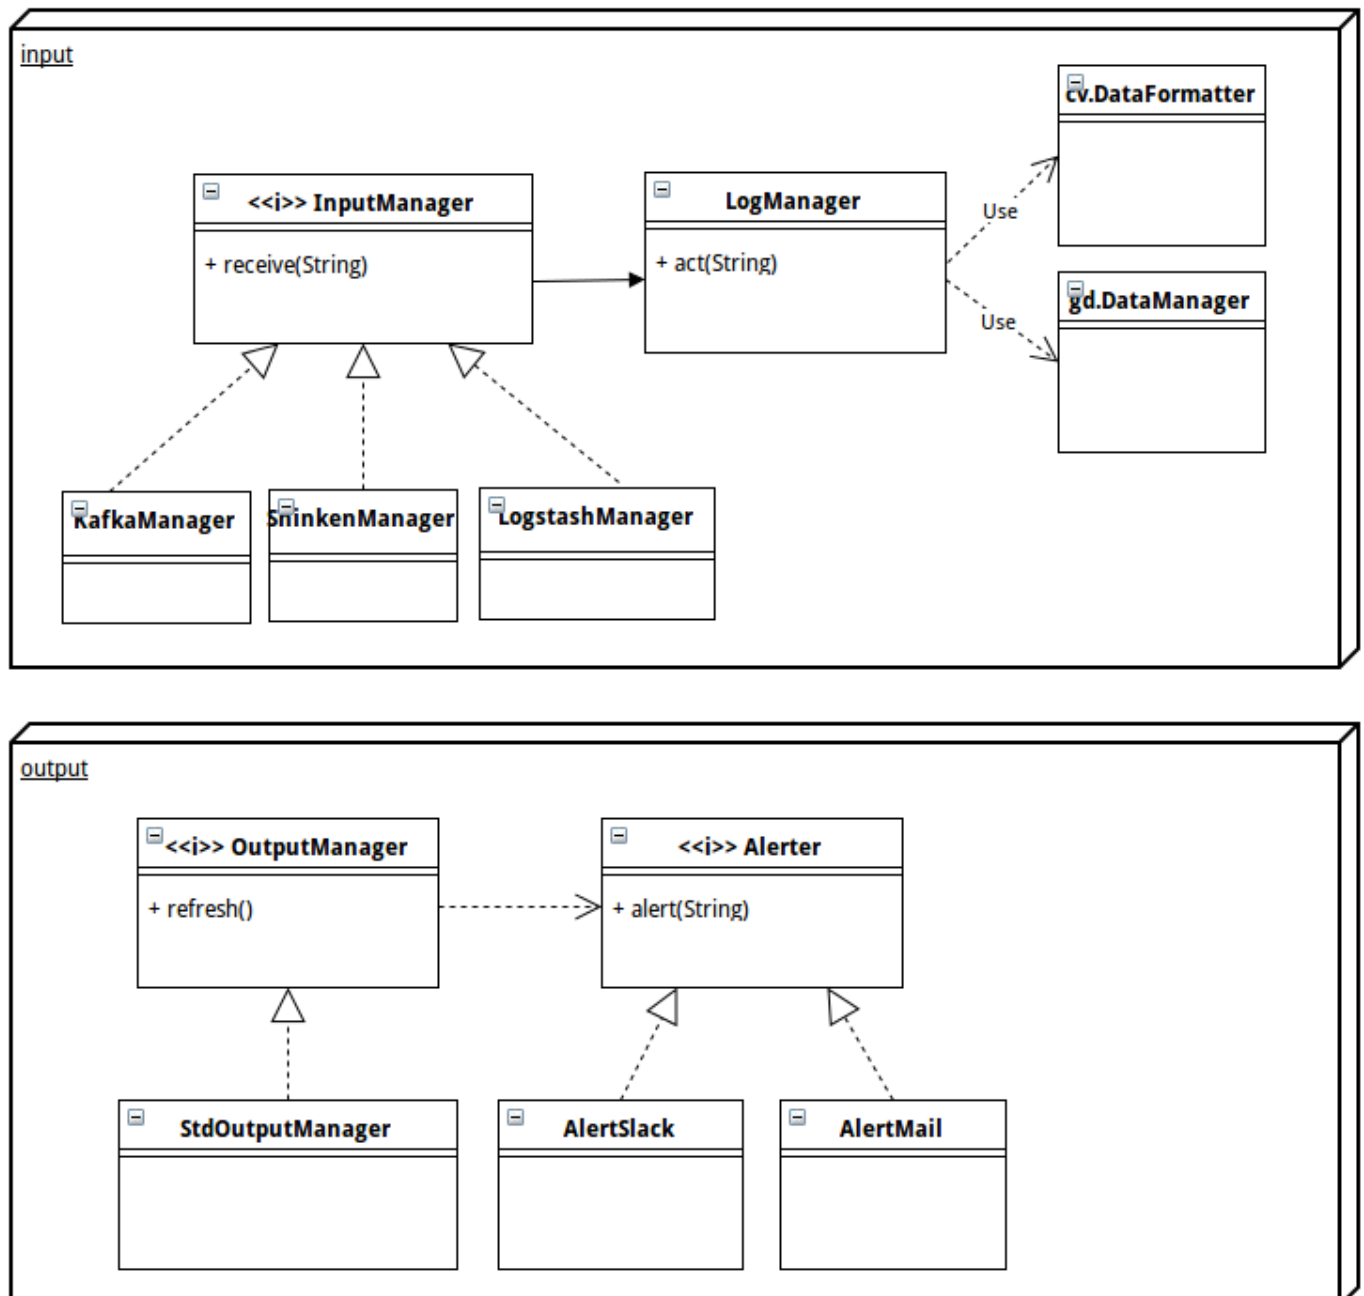 input
cv.DataFormatter
<<i>> InputManager
LogManager
+ receive(String)
+ act(String)
Use
gd.DataManager
Use
KafkaManager
ShinkenManager
LogstashManager
output
<<i>> OutputManager
<<i>> Alerter
+ refresh()
+ alert(String)
StdOutputManager
AlertSlack
AlertMail